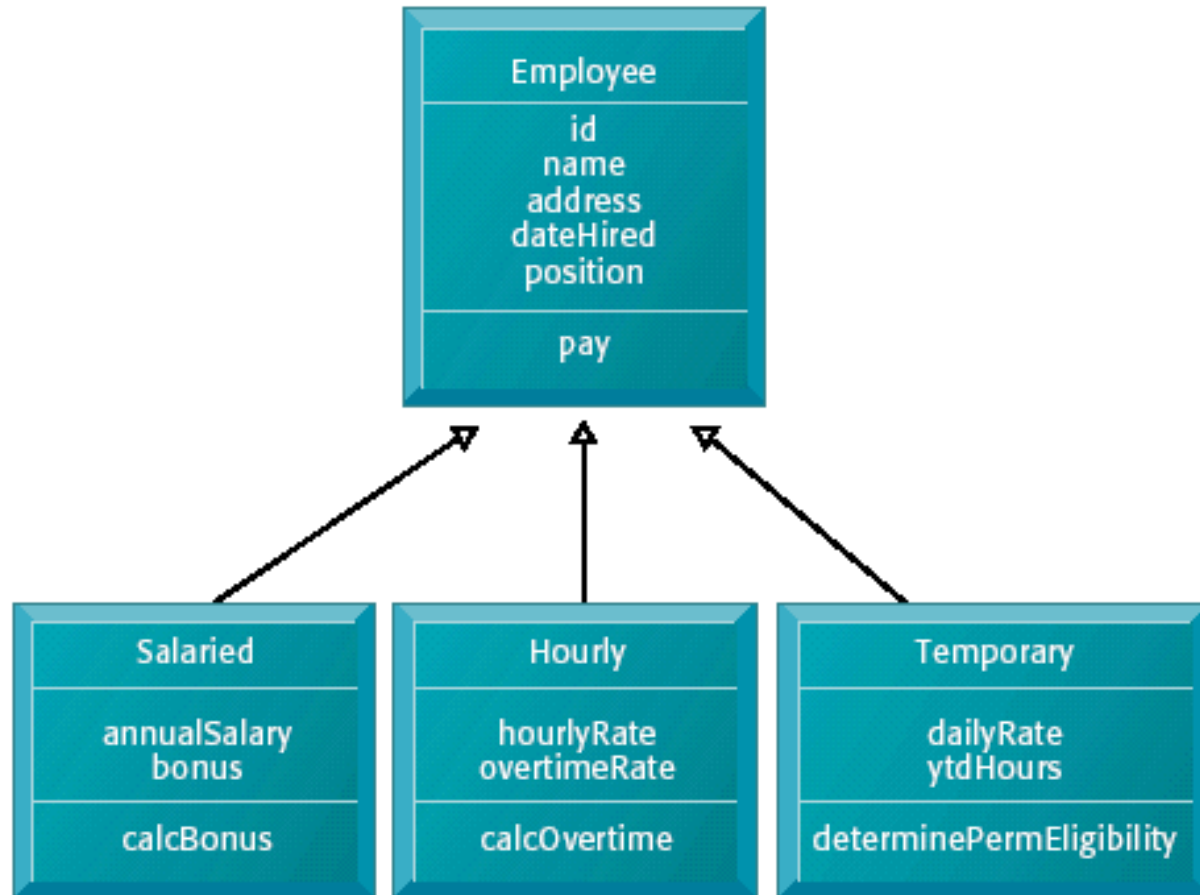 Employee
id
name
address
dateHired
position
pay
Salaried
annualSalary
bonus
calcBonus
Hourly
hourlyRate
overtimeRate
calcOvertime
Temporary
dailyRate
ytdHours
determinePermEligibility